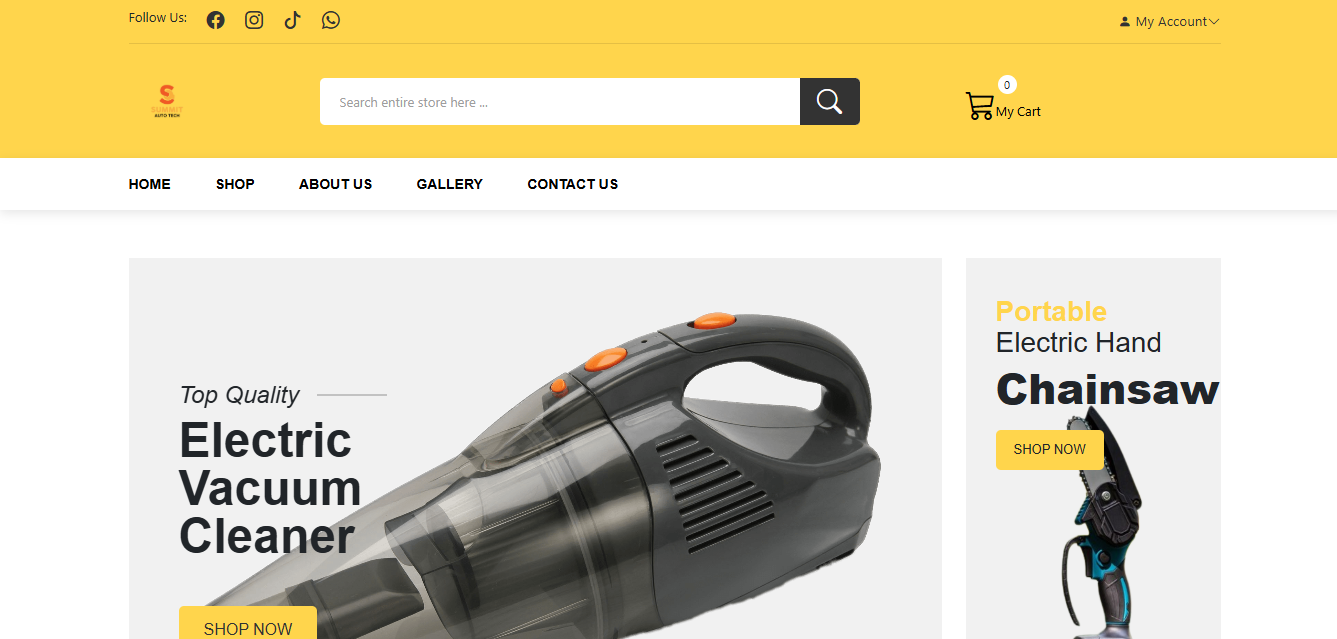 Follow Us:
My Account
SUMMIT
AUTO TECH
Search entire store here ...
0
My Cart
HOME
SHOP
ABOUT US
GALLERY
CONTACT US
Top Quality
Electric
Vacuum
Cleaner
SHOP NOW
Portable
Electric Hand
Chainsaw
SHOP NOW